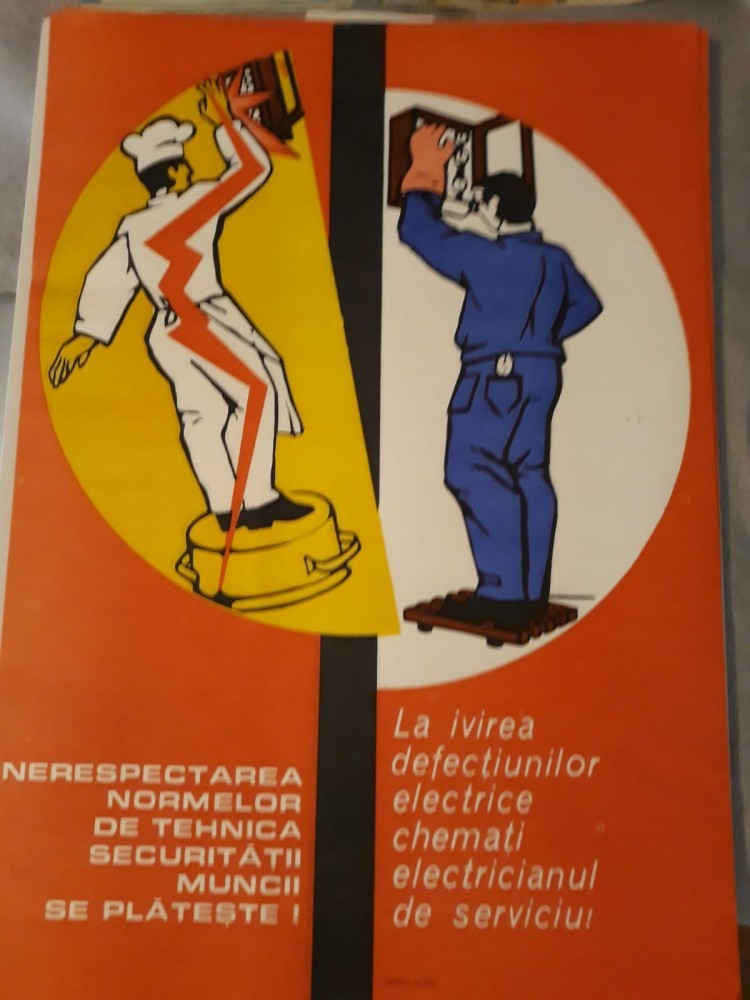 NERESPECTAREA
NORMELOR
DE TEHNICA
SECURITĂȚII
MUNCII
SE PLĂTEȘTE !
La ivirea
defecțiunilor
electrice
chemați
electricianul
de serviciu!